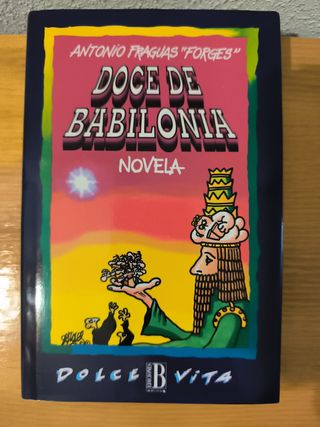 ANTONIO FRAGUAS "FORGES"
DOCE DE
BABILONIA
NOVELA
DOLCE B VITA